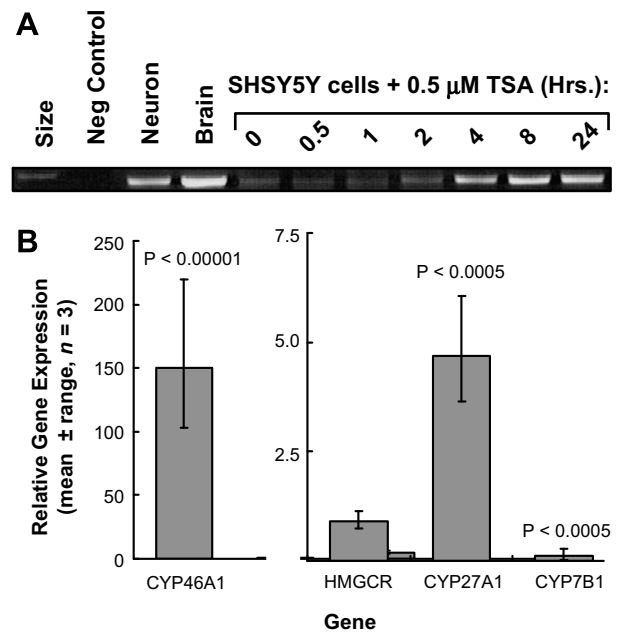 A
Size
Neg Control
Neuron
Brain
SHSY5Y cells + 0.5 μM TSA (Hrs.):
0
0.5
1
2
4
8
24
B
Relative Gene Expression
(mean ± range, n = 3)
250
200
150
100
50
0
P < 0.00001
CYP46A1
7.5
5.0
2.5
0
P < 0.0005
P < 0.0005
HMGCR
CYP27A1
CYP7B1
Gene